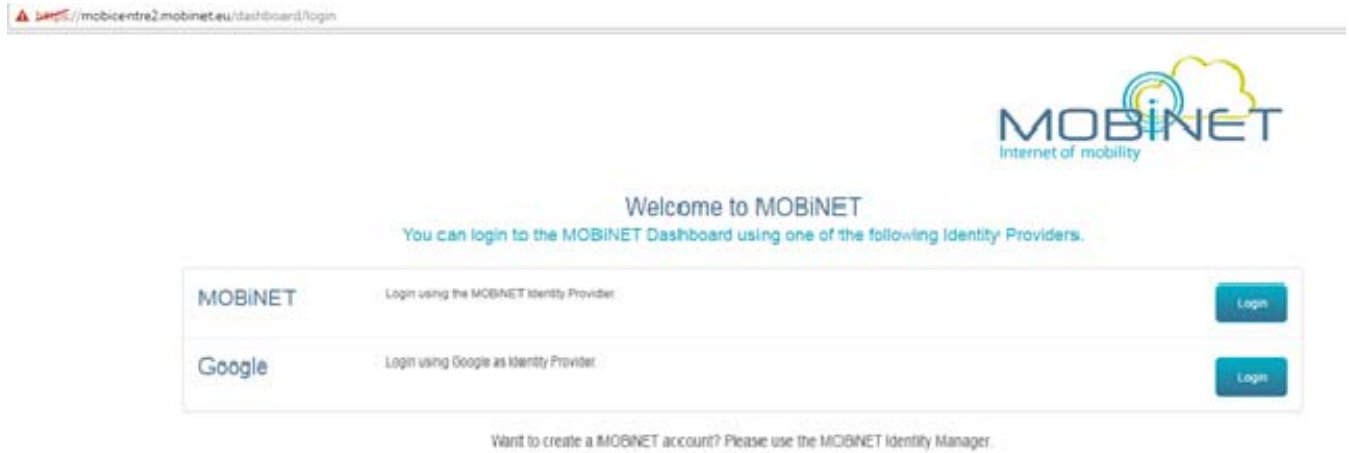 https://mobicentre2.mobinet.eu/dashboard/login
MOBiNET
Internet of mobility
Welcome to MOBiNET
You can login to the MOBiNET Dashboard using one of the following Identity Providers.
MOBiNET Login using the MOBiNET Identity Provider. Login
Google Login using Google as Identity Provider. Login
Want to create a MOBiNET account? Please use the MOBiNET Identity Manager.